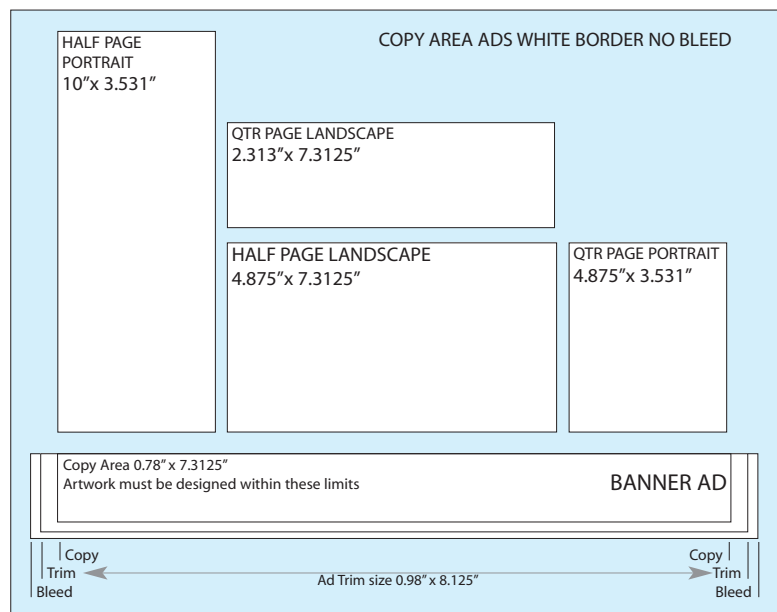 HALF PAGE
PORTRAIT
10”x 3.531”
COPY AREA ADS WHITE BORDER NO BLEED
QTR PAGE LANDSCAPE
2.313”x 7.3125”
HALF PAGE LANDSCAPE
4.875”x 7.3125”
QTR PAGE PORTRAIT
4.875”x 3.531”
Copy Area 0.78” x 7.3125”
Artwork must be designed within these limits
BANNER AD
Copy
Trim
Bleed
Ad Trim size 0.98” x 8.125”
Copy
Trim
Bleed